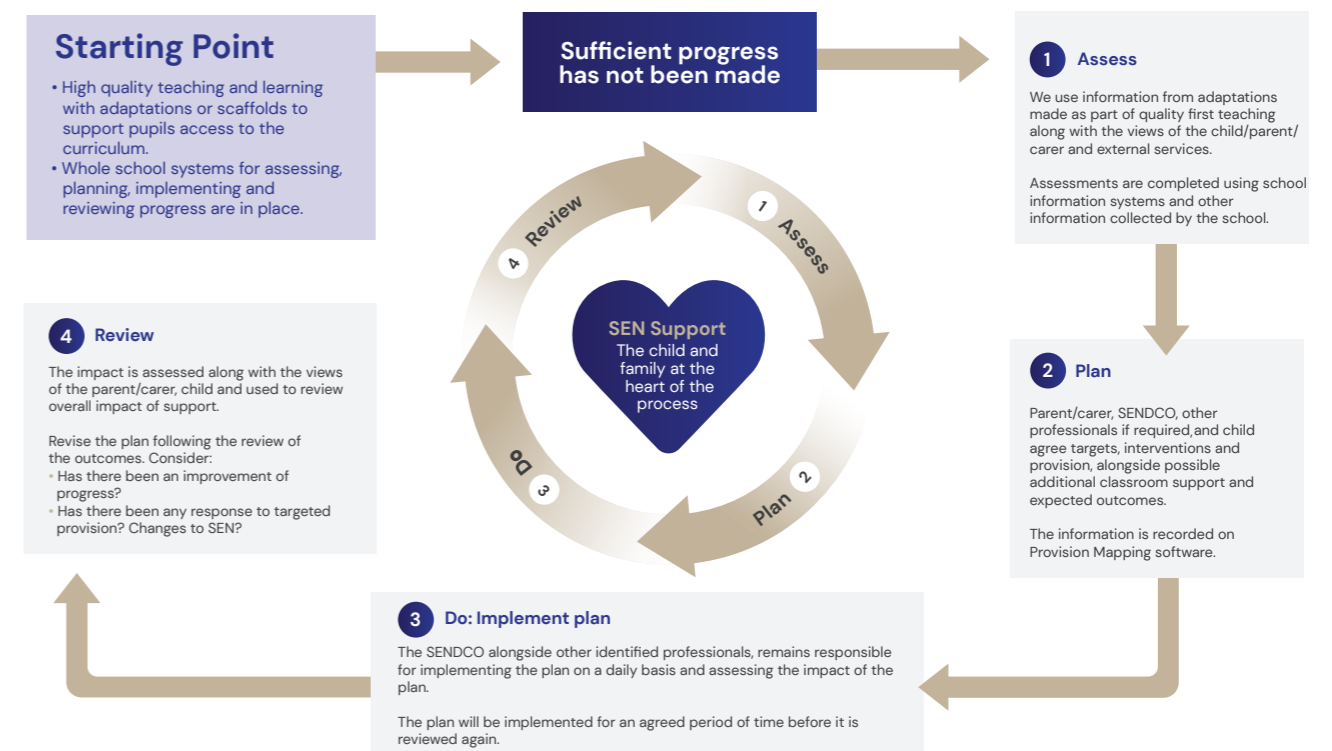 Starting Point
• High quality teaching and learning
with adaptations or scaffolds to
support pupils access to the
curriculum.
• Whole school systems for assessing,
planning, implementing and
reviewing progress are in place.
Sufficient progress
has not been made
1 Assess
We use information from adaptations
made as part of quality first teaching
along with the views of the child/parent/
carer and external services.
Assessments are completed using school
information systems and other
information collected by the school.
2 Plan
Parent/carer, SENDCO, other
professionals if required,and child
agree targets, interventions and
provision, alongside possible
additional classroom support and
expected outcomes.
The information is recorded on
Provision Mapping software.
3 Do: Implement plan
The SENDCO alongside other identified professionals, remains responsible
for implementing the plan on a daily basis and assessing the impact of the
plan.
The plan will be implemented for an agreed period of time before it is
reviewed again.
4 Review
The impact is assessed along with the views
of the parent/carer, child and used to review
overall impact of support.
Revise the plan following the review of
the outcomes. Consider:
• Has there been an improvement of
progress?
• Has there been any response to targeted
provision? Changes to SEN?
1 Assess
2 Plan
3 Do
4 Review
SEN Support
The child and
family at the
heart of the
process